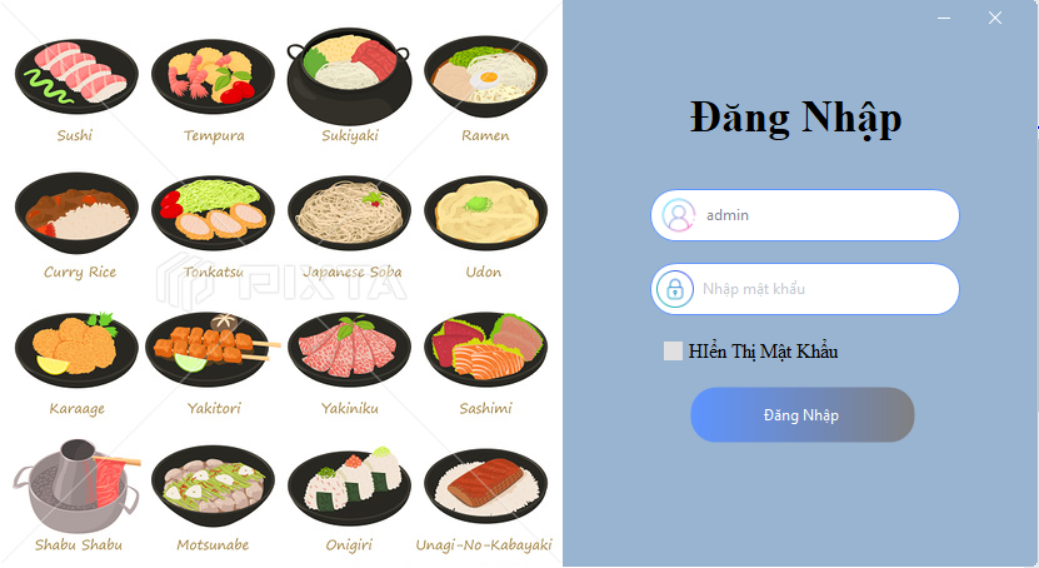 Sushi Tempura Sukiyaki Ramen
Curry Rice Tonkatsu Japanese Soba Udon
PIXTA
Karaage Yakitori Yakiniku Sashimi
Shabu Shabu Motsunabe Onigiri Unagi-No-Kabayaki
Đăng Nhập
admin
Nhập mật khẩu
HIển Thị Mật Khẩu
Đăng Nhập